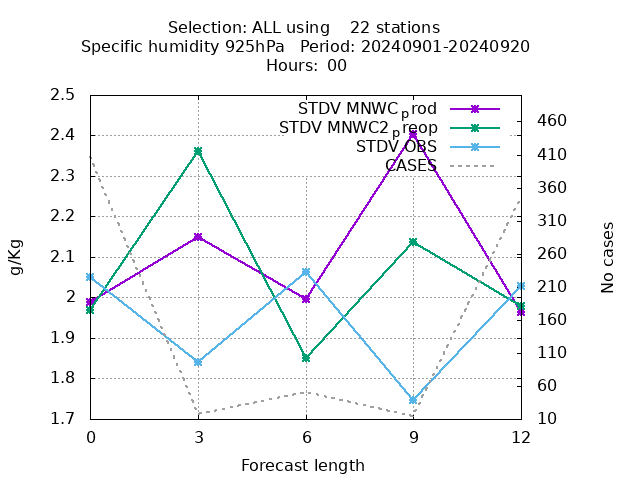 Selection: ALL using 22 stations
Specific humidity 925hPa Period: 20240901-20240920
Hours: 00
STDV MNWC_prod
STDV MNWC2_preop
STDV OBS
CASES
2.5
2.4
2.3
2.2
2.1
2
1.9
1.8
1.7
460
410
360
310
260
210
160
110
60
10
g/Kg
No cases
0 3 6 9 12
Forecast length